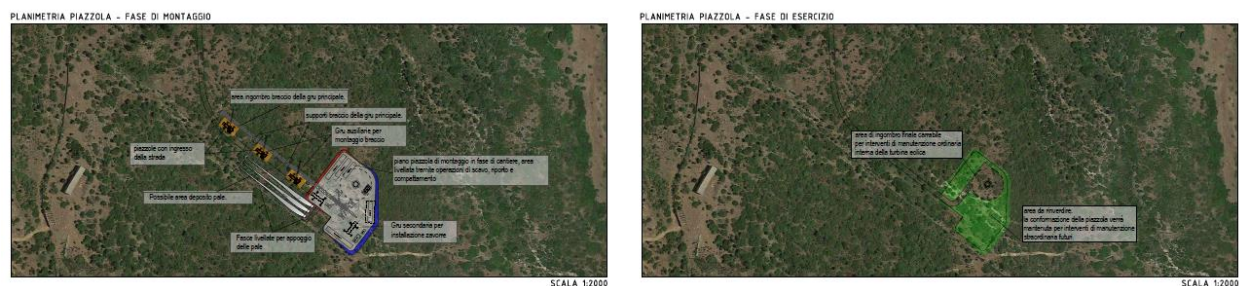 PLANIMETRIA PIAZZOLA - FASE DI MONTAGGIO
area ingombro braccio della gru principale.
supporti braccio della gru principale.
Gru ausiliarie per
montaggio braccio
piazzole con ingresso
dalla strada
piano piazzola di montaggio in fase di cantiere, area
livellata tramite operazioni di scavo, riporto e
compattamento
Possibile area deposito pale.
Gru secondaria per
installazione zavorre
Fasce livellate per appoggio
delle pale
SCALA 1:2000
PLANIMETRIA PIAZZOLA - FASE DI ESERCIZIO
area di ingombro finale carrabile
per interventi di manutenzione ordinaria
interna della turbina eolica
area da rinverdire.
la conformazione della piazzola verrà
mantenuta per interventi di manutenzione
straordinaria futuri
SCALA 1:2000